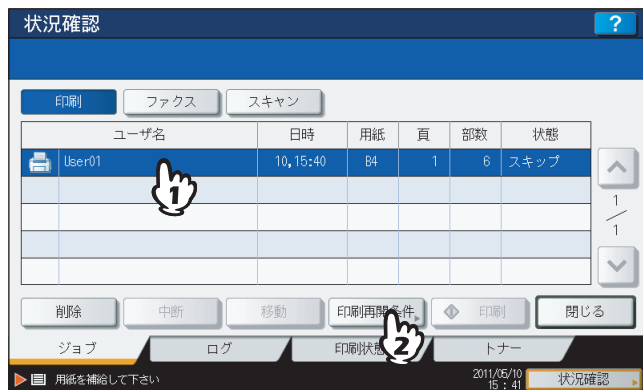 状況確認 ?
印刷 ファクス スキャン
ユーザ名 日時 用紙 頁 部数 状態
User01 10,15:40 B4 1 6 スキップ
1
1
1
削除 中断 移動 印刷再開条件 印刷 閉じる
2
ジョブ ログ 印刷状態 トナー
用紙を補給して下さい 2011/05/10
15 : 41 状況確認